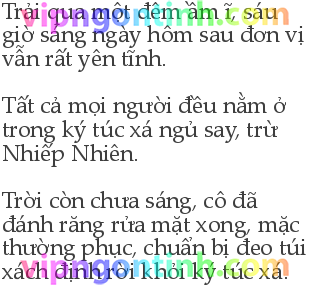 Trải qua một đêm ầm ĩ, sáu
giờ sáng ngày hôm sau đơn vị
vẫn rất yên tĩnh.
Tất cả mọi người đều nằm ở
trong ký túc xá ngủ say, trừ
Nhiếp Nhiên.
Trời còn chưa sáng, cô đã
đánh răng rửa mặt xong, mặc
thường phục, chuẩn bị đeo túi
xách định rời khỏi ký túc xá.
vipngontinh.com
vipngontinh.com